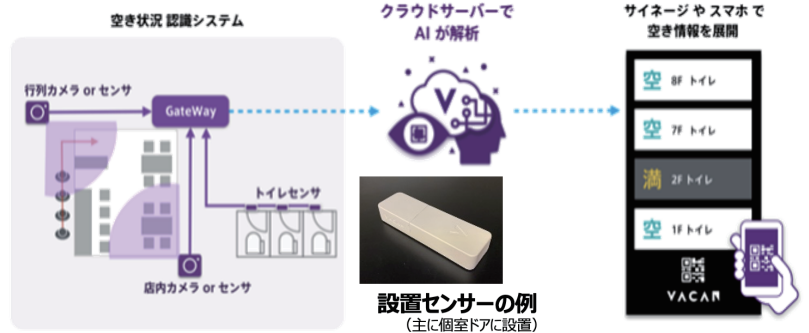 空き状況 認識システム
行列カメラ or センサ
GateWay
トイレセンサ
店内カメラ or センサ
クラウドサーバーで
AI が解析
V
設置センサーの例
（主に個室ドアに設置）
サイネージ や スマホ で
空き情報を展開
空 8F トイレ
空 7F トイレ
満 2F トイレ
空 1F トイレ
VACAN